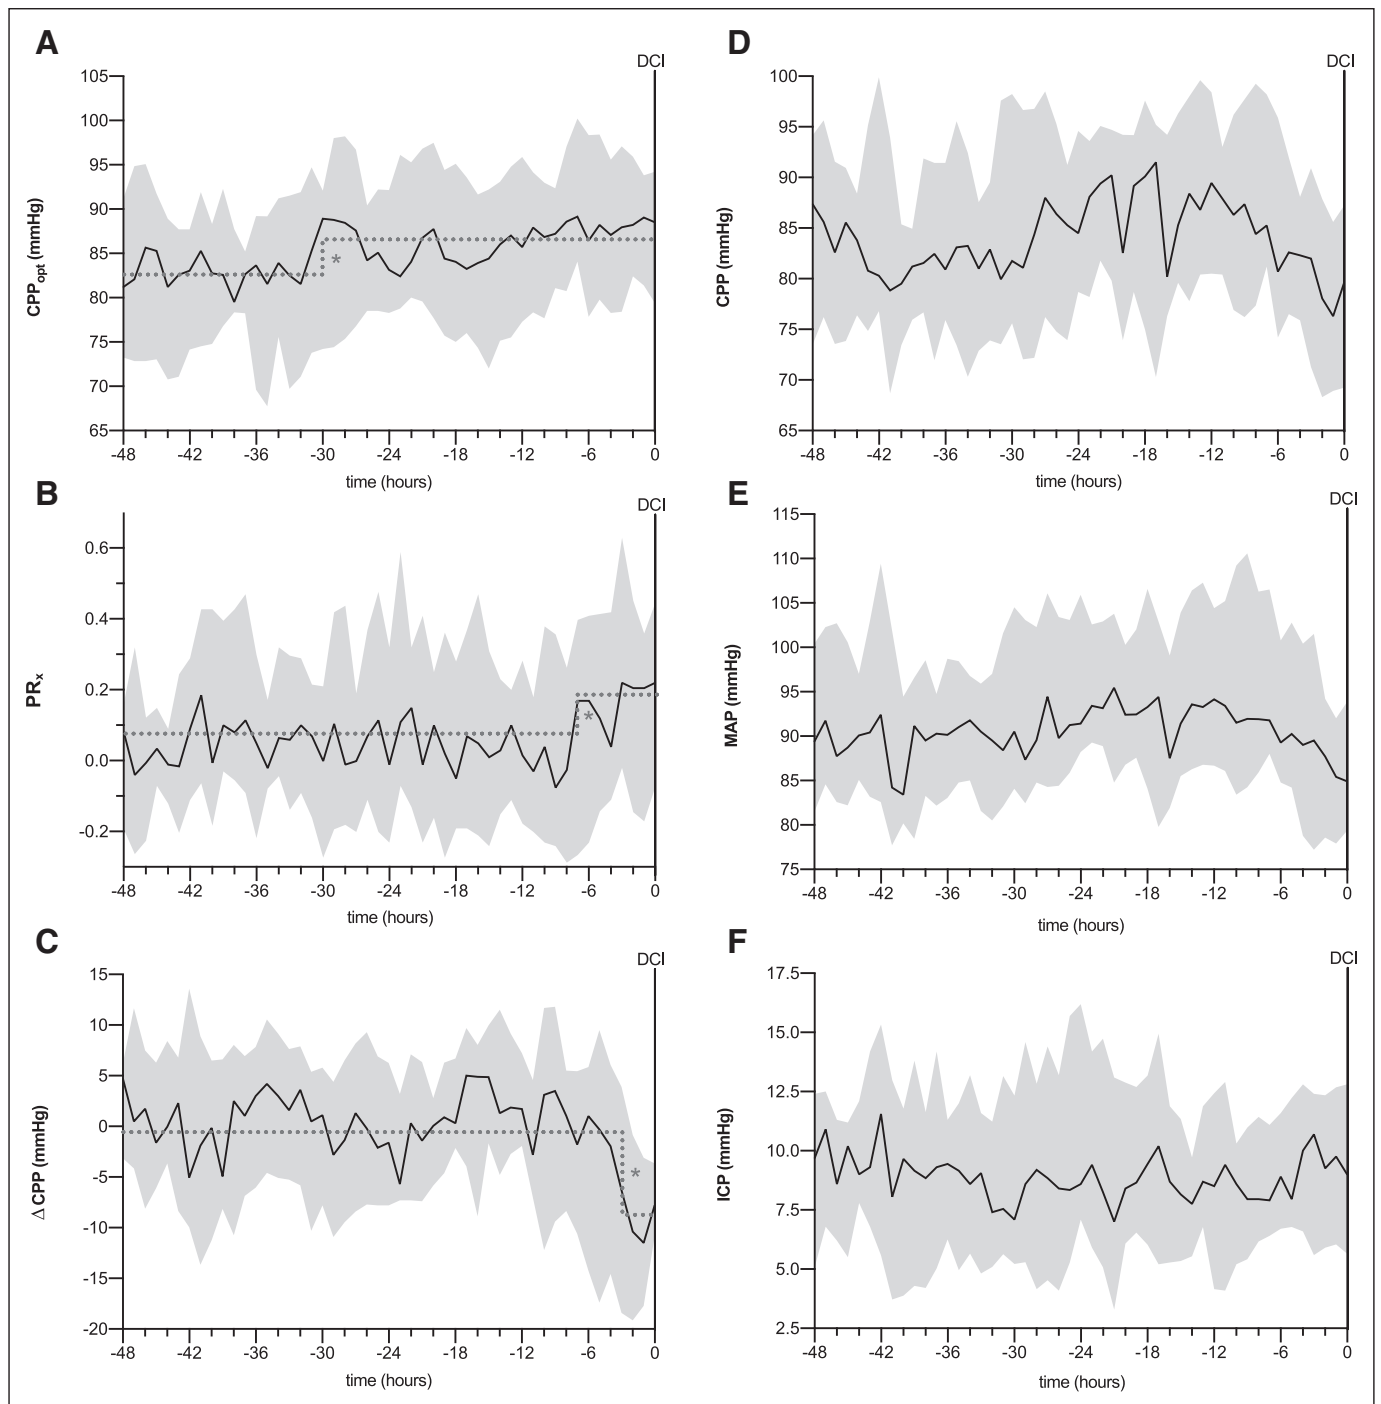 A
DCI
105
100
95
90
85
80
75
70
65
CPPopt (mmHg)
*
-48 -42 -36 -30 -24 -18 -12 -6 0
time (hours)
B
DCI
0.6
0.4
0.2
0.0
-0.2
PRx
*
-48 -42 -36 -30 -24 -18 -12 -6 0
time (hours)
C
DCI
15
10
5
0
-5
-10
-15
-20
Δ CPP (mmHg)
*
-48 -42 -36 -30 -24 -18 -12 -6 0
time (hours)
D
DCI
100
95
90
85
80
75
70
65
CPP (mmHg)
-48 -42 -36 -30 -24 -18 -12 -6 0
time (hours)
E
DCI
115
110
105
100
95
90
85
80
75
MAP (mmHg)
-48 -42 -36 -30 -24 -18 -12 -6 0
time (hours)
F
DCI
17.5
15.0
12.5
10.0
7.5
5.0
2.5
ICP (mmHg)
-48 -42 -36 -30 -24 -18 -12 -6 0
time (hours)